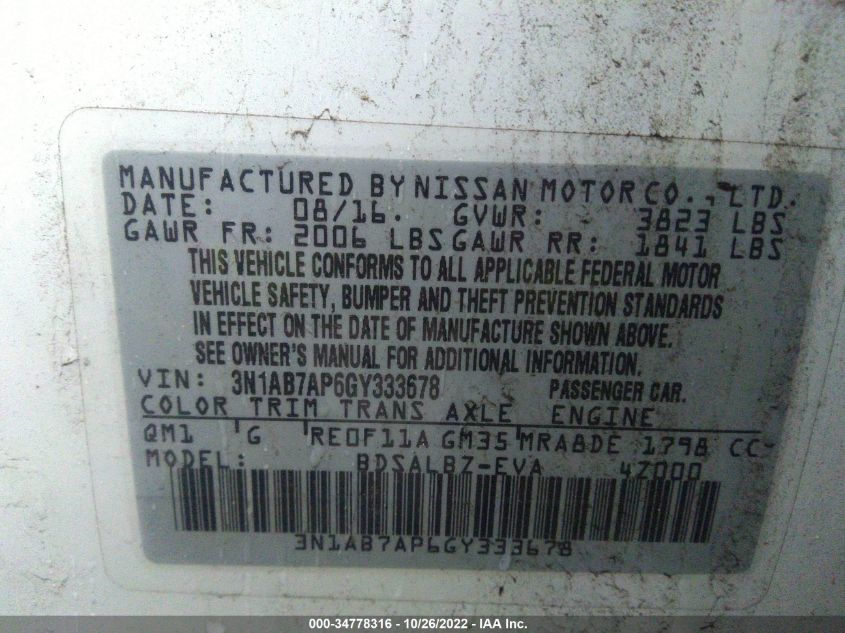 MANUFACTURED BY NISSAN MOTOR CO., LTD.
DATE: 08/16. GVWR: 3823 LBS
GAWR FR: 2006 LBS GAWR RR: 1841 LBS
THIS VEHICLE CONFORMS TO ALL APPLICABLE FEDERAL MOTOR
VEHICLE SAFETY, BUMPER AND THEFT PREVENTION STANDARDS
IN EFFECT ON THE DATE OF MANUFACTURE SHOWN ABOVE.
SEE OWNER'S MANUAL FOR ADDITIONAL INFORMATION.
VIN: 3N1AB7AP6GY333678 PASSENGER CAR.
COLOR TRIM TRANS AXLE ENGINE
QM1 G RE0F11A GM35 MRA8DE 1798 CC
MODEL: BDSALBZ-EVA 4Z000
3N1AB7AP6GY333678
000-34778316 - 10/26/2022 - IAA Inc.